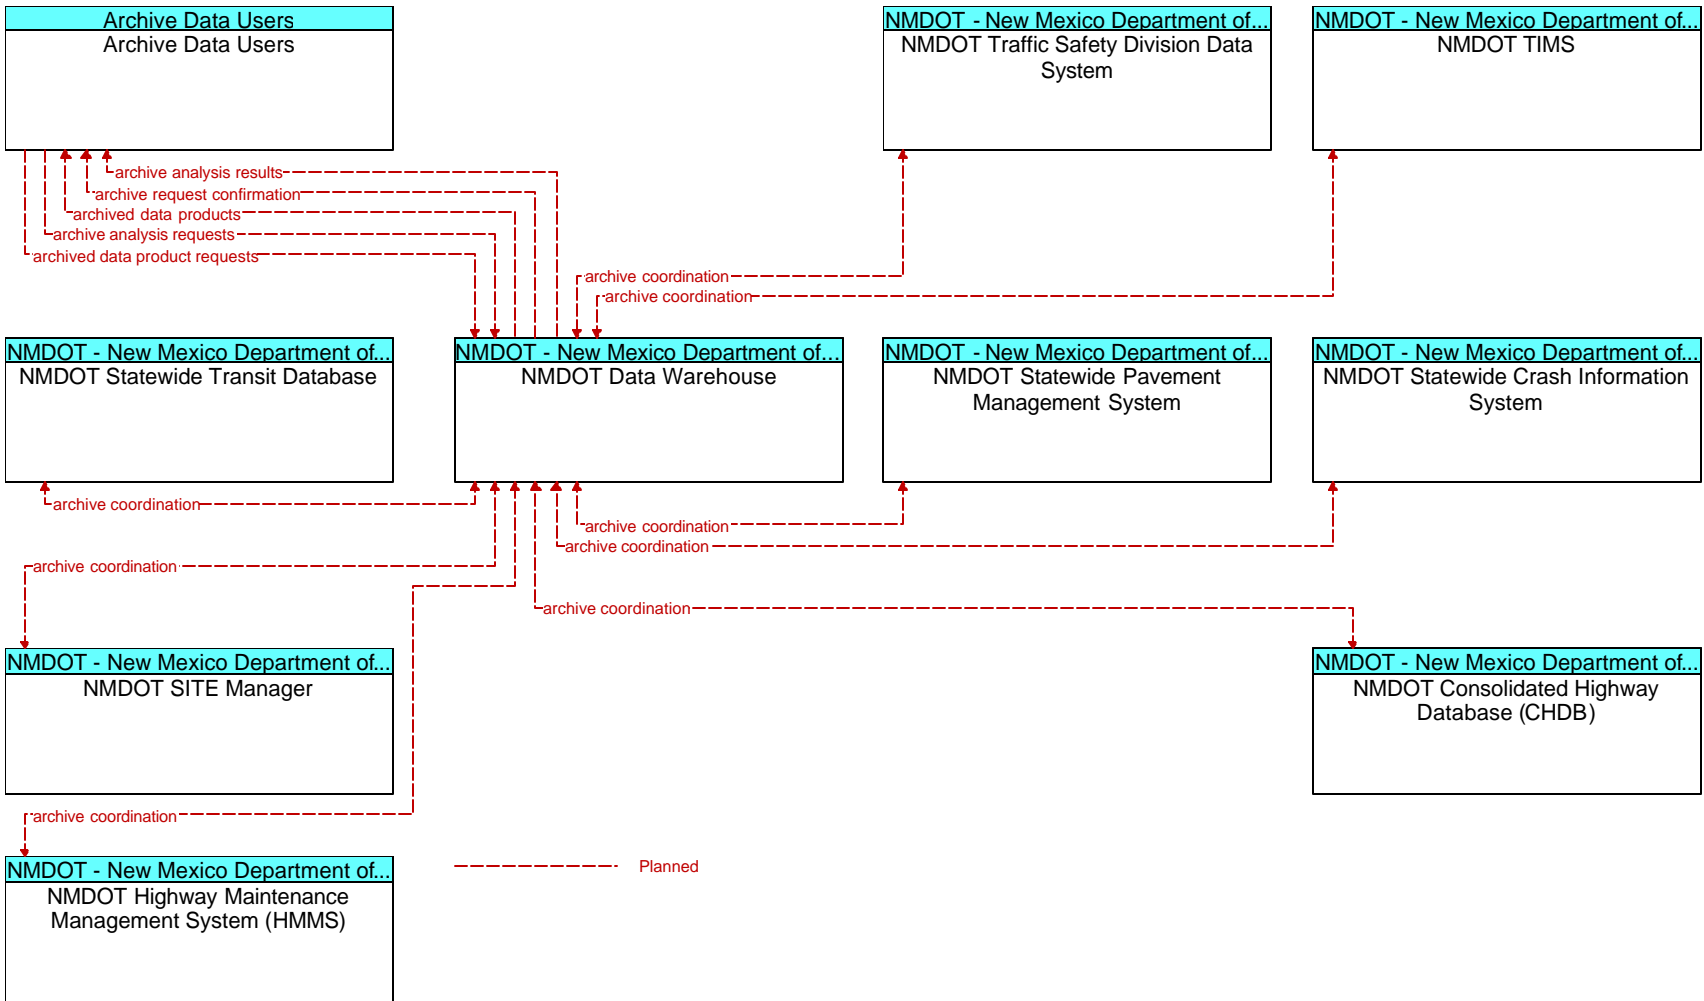 Archive Data Users
Archive Data Users
NMDOT - New Mexico Department of...
NMDOT Traffic Safety Division Data
System
NMDOT - New Mexico Department of...
NMDOT TIMS
archive analysis results
archive request confirmation
archived data products
archive analysis requests
archived data product requests
archive coordination
archive coordination
NMDOT - New Mexico Department of...
NMDOT Statewide Transit Database
NMDOT - New Mexico Department of...
NMDOT Data Warehouse
NMDOT - New Mexico Department of...
NMDOT Statewide Pavement
Management System
NMDOT - New Mexico Department of...
NMDOT Statewide Crash Information
System
archive coordination
archive coordination
archive coordination
archive coordination
archive coordination
NMDOT - New Mexico Department of...
NMDOT SITE Manager
NMDOT - New Mexico Department of...
NMDOT Consolidated Highway
Database (CHDB)
archive coordination
NMDOT - New Mexico Department of...
NMDOT Highway Maintenance
Management System (HMMS)
Planned